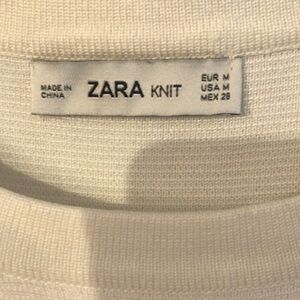 MADE IN
CHINA
ZARA KNIT
EUR M
USA M
MEX 28